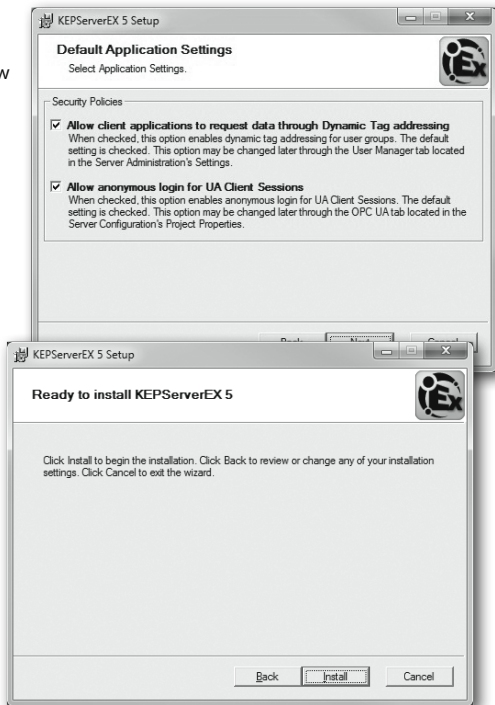 KEPServerEX 5 Setup
Default Application Settings
Select Application Settings.
Ex
Security Policies
Allow client applications to request data through Dynamic Tag addressing
When checked, this option enables dynamic tag addressing for user groups. The default
setting is checked. This option may be changed later through the User Manager tab located
in the Server Administration's Settings.
Allow anonymous login for UA Client Sessions
When checked, this option enables anonymous login for UA Client Sessions. The default
setting is checked. This option may be changed later through the OPC UA tab located in the
Server Configuration's Project Properties.
KEPServerEX 5 Setup
Ready to install KEPServerEX 5
Ex
Click Install to begin the installation. Click Back to review or change any of your installation
settings. Click Cancel to exit the wizard.
Back Install Cancel